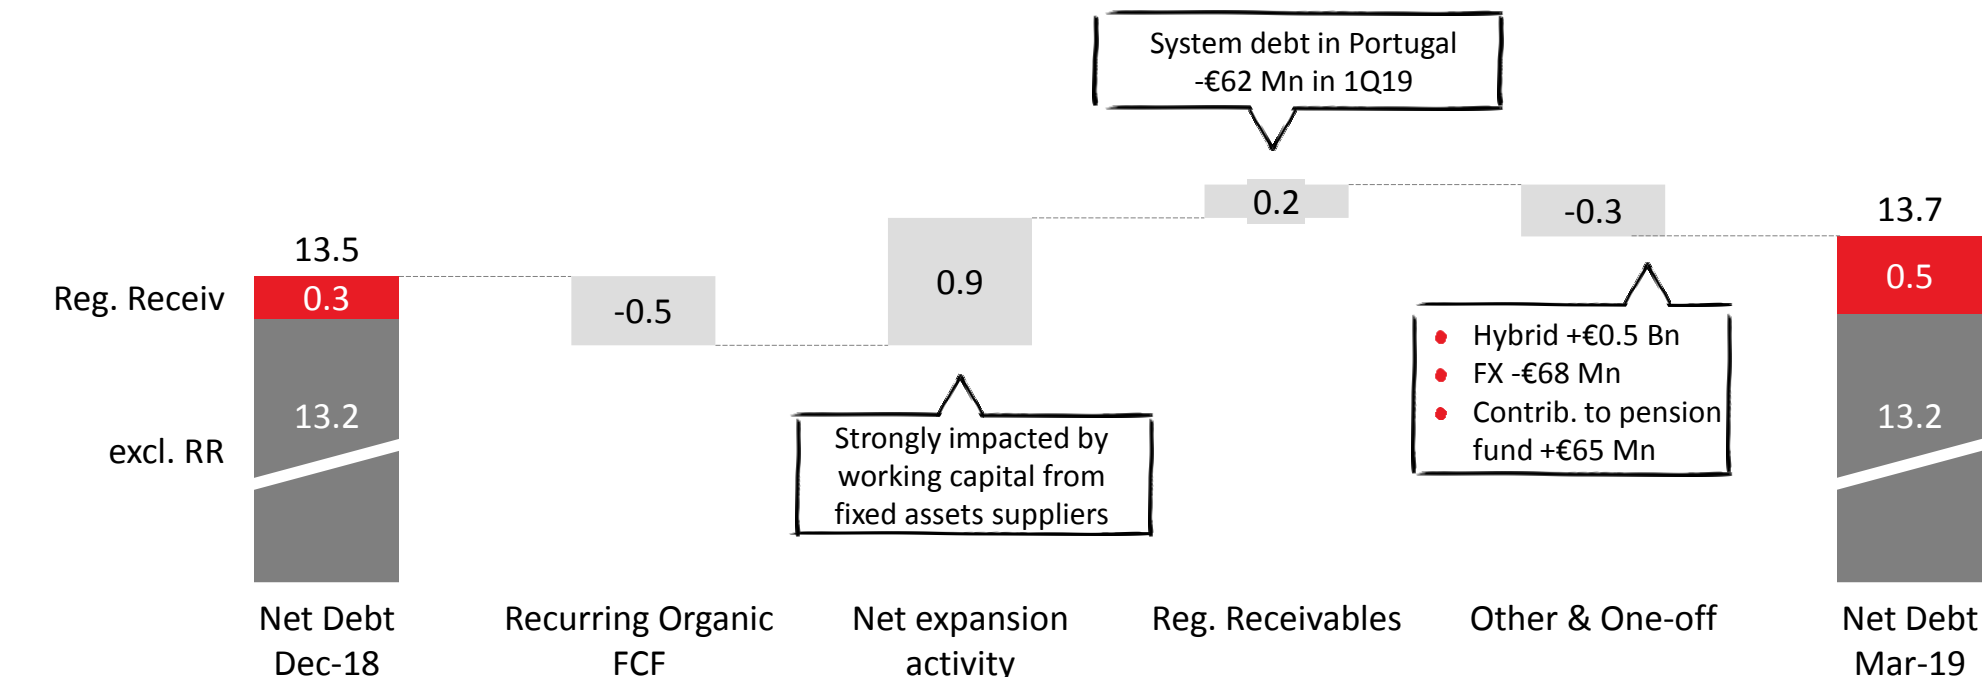 System debt in Portugal
-€62 Mn in 1Q19
0.2
-0.3
13.7
13.5
Reg. Receiv
0.3
-0.5
0.9
0.5
Hybrid +€0.5 Bn
FX -€68 Mn
Contrib. to pension
fund +€65 Mn
excl. RR
13.2
13.2
Strongly impacted by
working capital from
fixed assets suppliers
Net Debt
Dec-18
Recurring Organic
FCF
Net expansion
activity
Reg. Receivables
Other & One-off
Net Debt
Mar-19